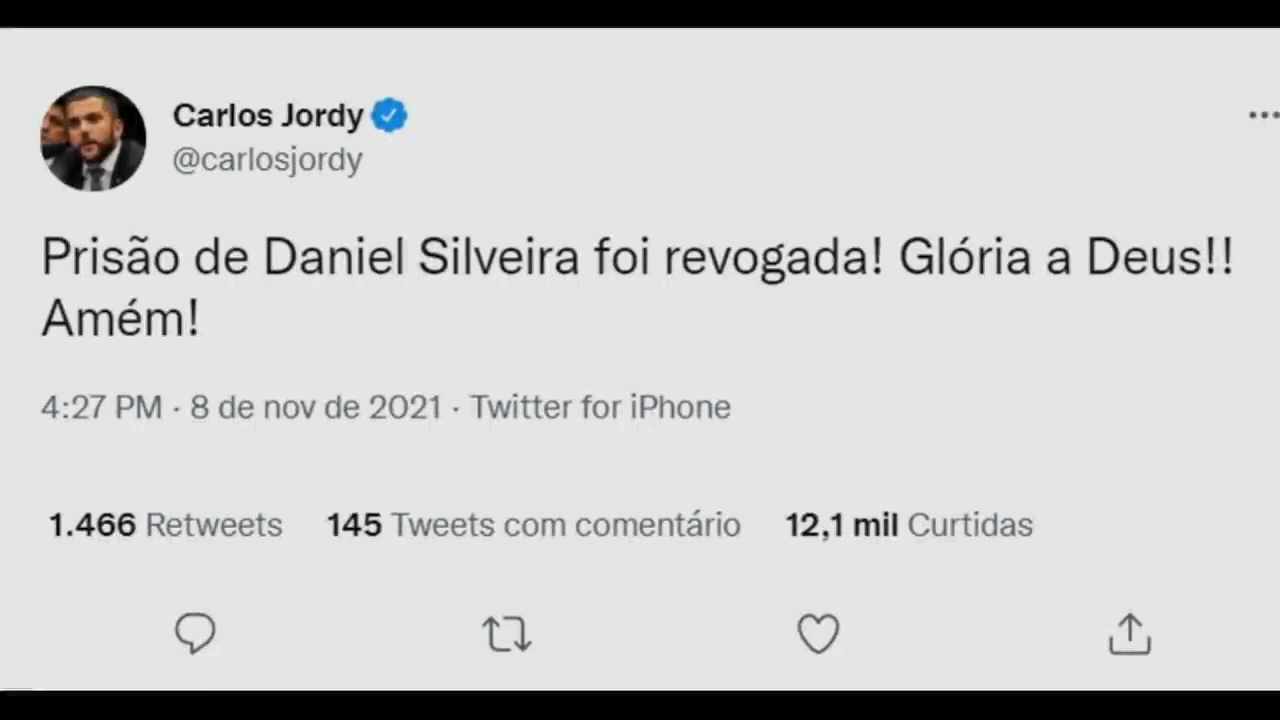 Carlos Jordy
@carlosjordy
Prisão de Daniel Silveira foi revogada! Glória a Deus!!
Amém!
4:27 PM · 8 de nov de 2021 · Twitter for iPhone
1.466 Retweets 145 Tweets com comentário 12,1 mil Curtidas